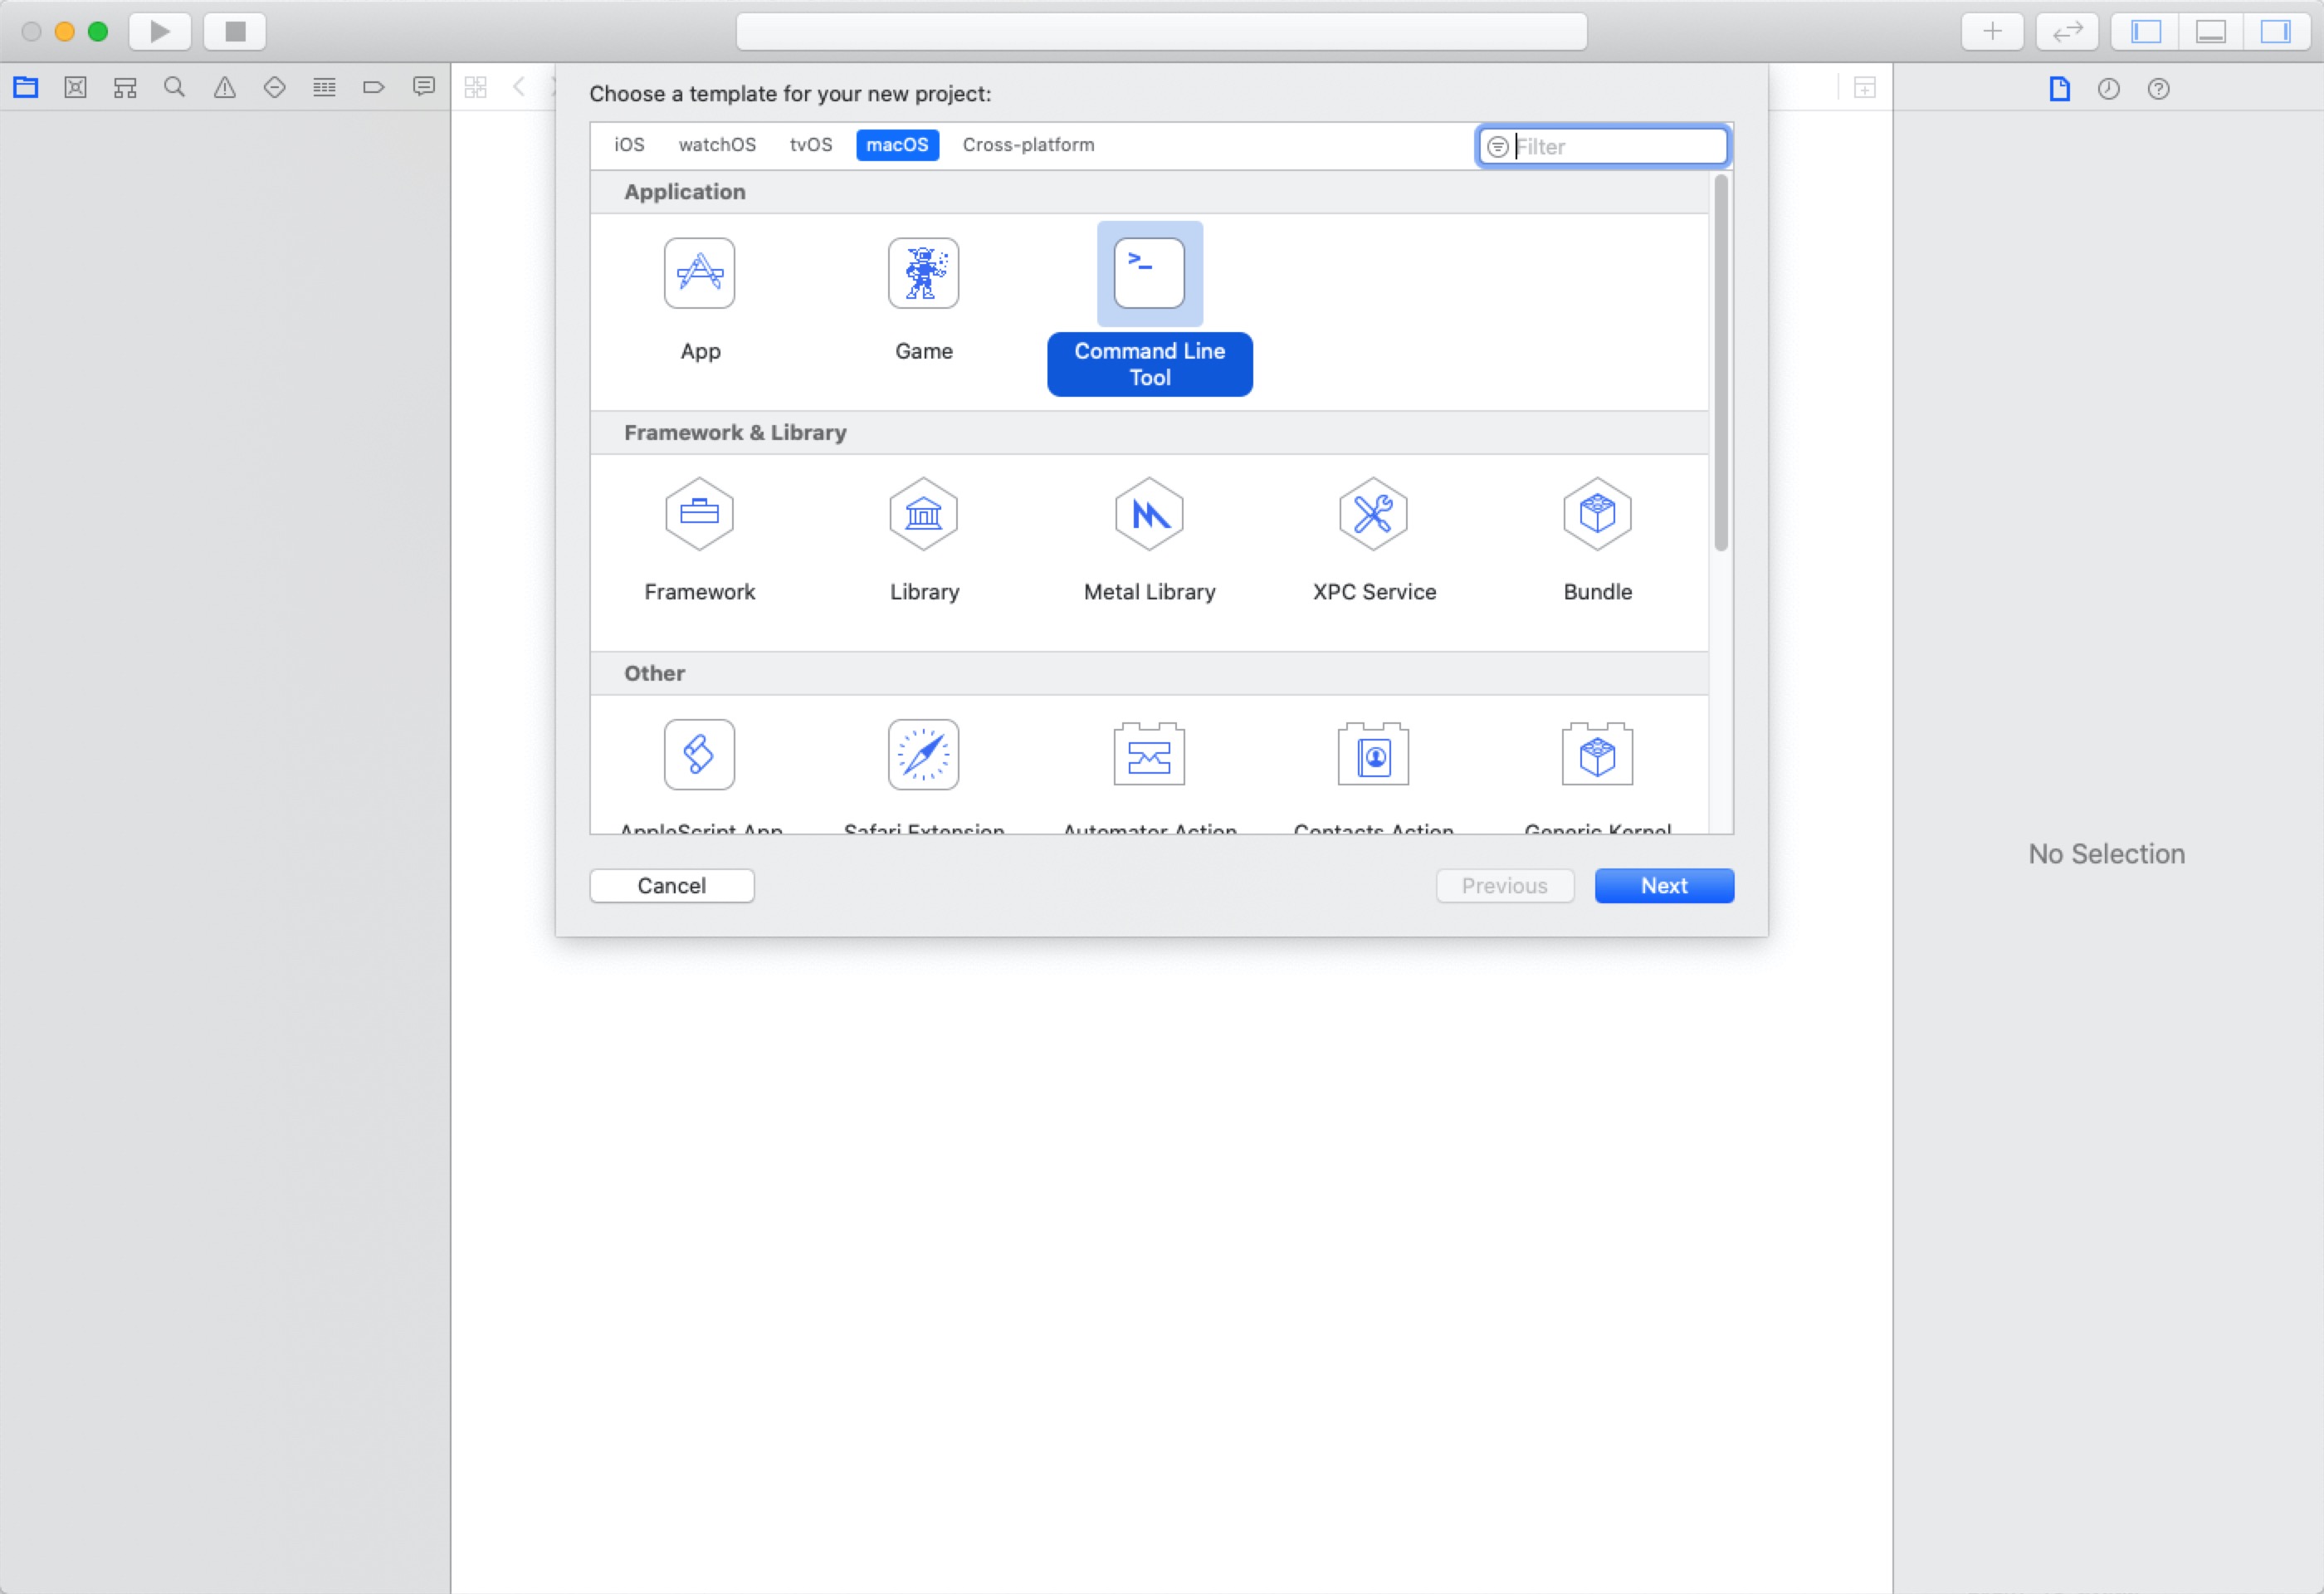 Choose a template for your new project:
iOS watchOS tvOS macOS Cross-platform Filter
Application
>_
App Game Command Line
Tool
Framework & Library
Framework Library Metal Library XPC Service Bundle
Other
AppleScript App Safari Extension Automator Action Contacts Action Generic Kernel
Cancel Previous Next
No Selection